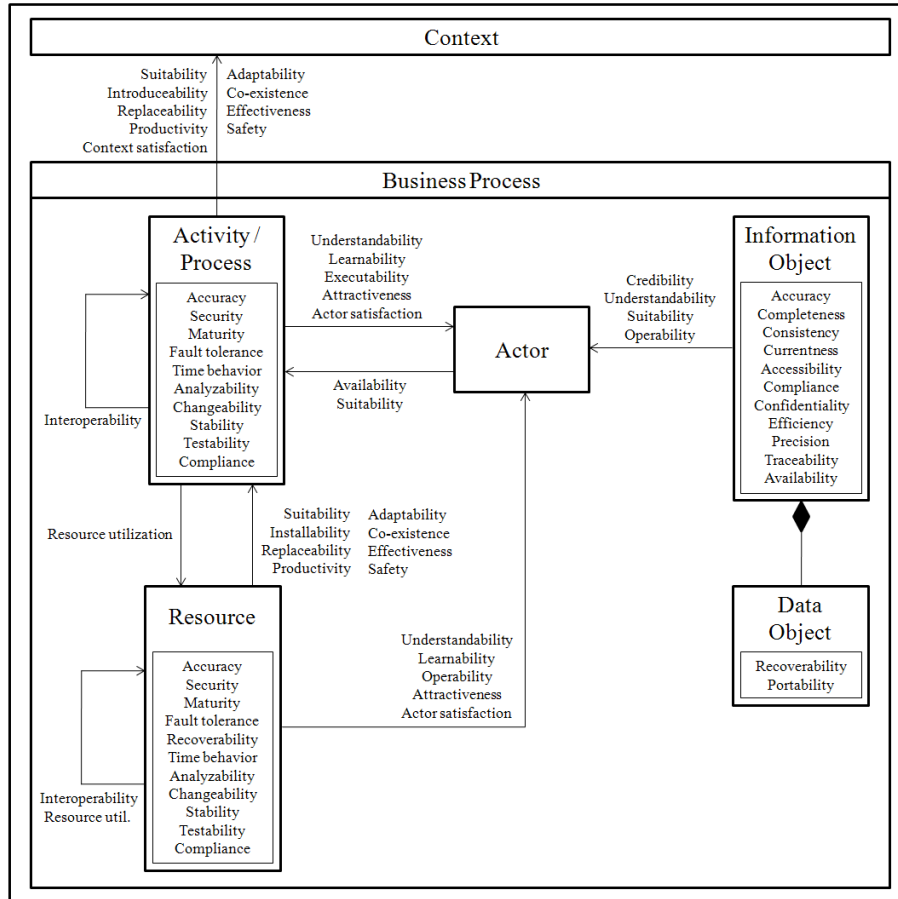 Context
Suitability
Introduceability
Replaceability
Productivity
Context satisfaction
Adaptability
Co-existence
Effectiveness
Safety
Business Process
Activity /
Process
Accuracy
Security
Maturity
Fault tolerance
Time behavior
Analyzability
Changeability
Stability
Testability
Compliance
Interoperability
Understandability
Learnability
Executability
Attractiveness
Actor satisfaction
Availability
Suitability
Actor
Credibility
Understandability
Suitability
Operability
Information
Object
Accuracy
Completeness
Consistency
Currentness
Accessibility
Compliance
Confidentiality
Efficiency
Precision
Traceability
Availability
Resource utilization
Suitability
Installability
Replaceability
Productivity
Adaptability
Co-existence
Effectiveness
Safety
Resource
Accuracy
Security
Maturity
Fault tolerance
Recoverability
Time behavior
Analyzability
Changeability
Stability
Testability
Compliance
Interoperability
Resource util.
Understandability
Learnability
Operability
Attractiveness
Actor satisfaction
Data
Object
Recoverability
Portability